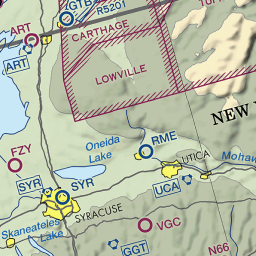 GTB
R5201
ART
CARTHAGE
ART
LOWVILLE
NEW
Oneida
Lake
RME
FZY
UTICA
Mohaw
SYR
SYR
UCA
SYRACUSE
Skaneateles
Lake
VGC
GGT
N66